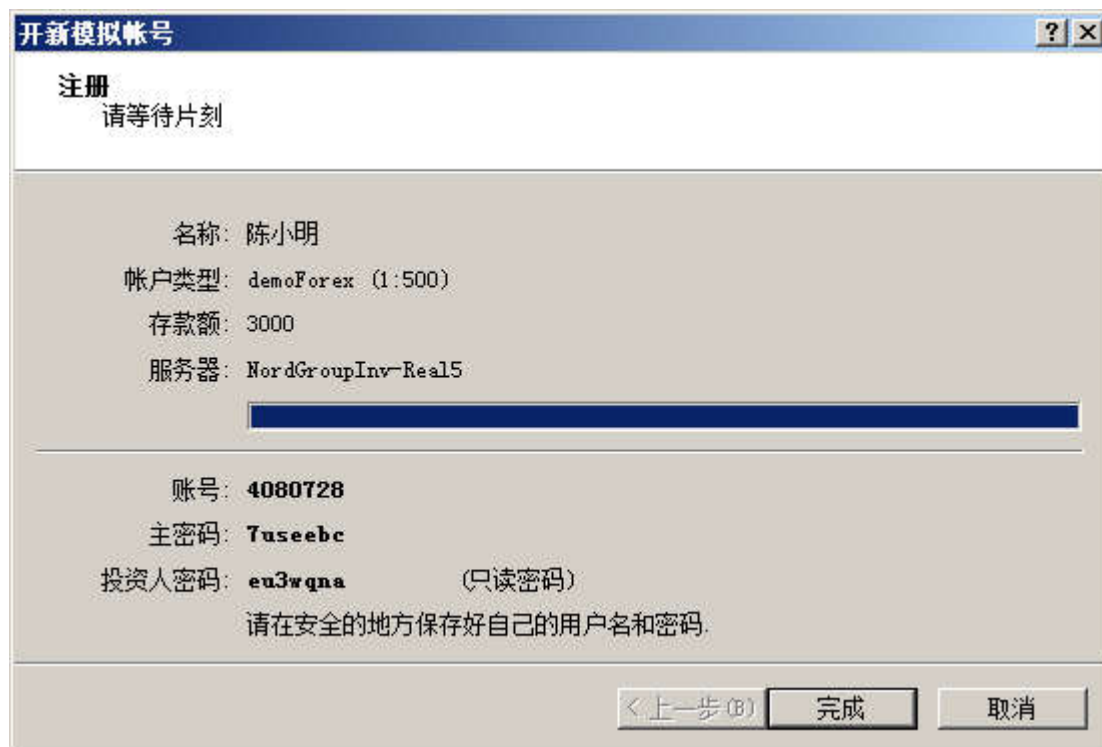 开新模拟帐号
注册
请等待片刻
名称: 陈小明
帐户类型: demoForex (1:500)
存款额: 3000
服务器: NordGroupInv-Real5
账号: 4080728
主密码: 7useebc
投资人密码: eu3wqna (只读密码)
请在安全的地方保存好自己的用户名和密码.
< 上一步(B) 完成 取消